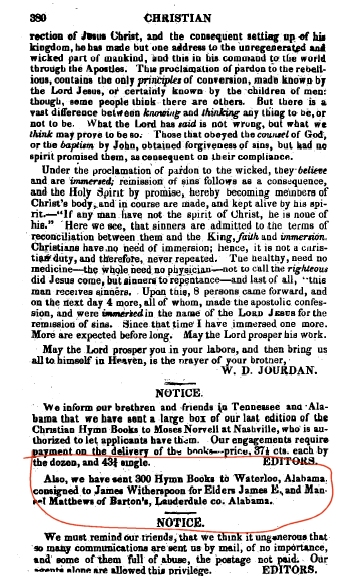 380 CHRISTIAN
rection of Jesus Christ, and the consequent setting up of his
kingdom, he has made but one address to the unregenerated and
wicked part of mankind, and this in his command to the world
through the Apostles. This proclamation of pardon to the rebell-
ious, contains the only principles of conversion, made known by
the Lord Jesus, or certainly known by the children of men:
though, some people think there are others. But there is a
vast difference between knowing and thinking any thing to be, or
not to be. What the Lord has said is not wrong, but what we
think may prove to be so. Those that obeyed the counsel of God,
or the baptism by John, obtained forgiveness of sins, but had no
spirit promised them, as consequent on their compliance.
Under the proclamation of pardon to the wicked, they believe
and are immersed; remission of sins follows as a consequence,
and the Holy Spirit by promise, hereby becoming members of
Christ's body, and in course are made, and kept alive by his spi-
rit.—"If any man have not the spirit of Christ, he is none of
his." Here we see, that sinners are admitted to the terms of
reconciliation between them and the King, faith and immersion.
Christians have no need of immersion; hence, it is not a chris-
tian duty, and therefore, never repeated. The healthy, need no
medicine—the whole need no physician—not to call the righteous
did Jesus come, but sinners to repentance—and last of all, "this
man receives sinners. Upon this, 8 persons came forward, and
on the next day 4 more, all of whom, made the apostolic confes-
sion, and were immersed in the name of the LORD JESUS for the
remission of sins. Since that time I have immersed one more.
More are expected before long. May the Lord prosper his work.
May the Lord prosper you in your labors, and then bring us
all to himself in Heaven, is the prayer of your brother,
W. D. JOURDAN.
NOTICE.
We inform our brethren and friends in Tennessee and Ala-
bama that we have sent a large box of our last edition of the
Christian Hymn Books to Moses Norvell at Nashville, who is au-
thorized to let applicants have them. Our engagements require
payment on the delivery of the books—price, 37½ cts. each by
the dozen, and 43¾ single. EDITORS.
Also, we have sent 300 Hymn Books to Waterloo, Alabama,
consigned to James Witherspoon for Elders James E, and Man-
el Matthews of Barton's, Lauderdale co. Alabama.
NOTICE.
We must remind our friends, that we think it ungenerous that
so many communications are sent us by mail, of no importance,
and some of them full of abuse, the postage not paid. Our
agents alone are allowed this privilege. EDITORS.